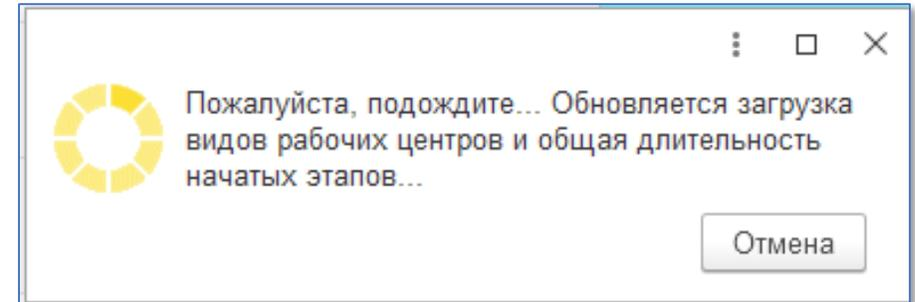 Пожалуйста, подождите... Обновляется загрузка
видов рабочих центров и общая длительность
начатых этапов...
Отмена